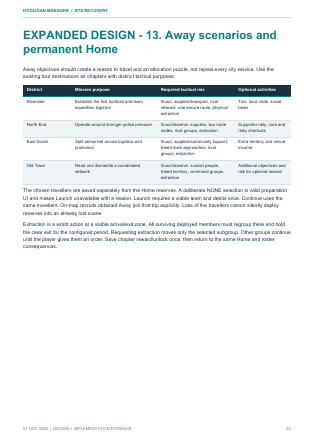 HOOLIGAN MANAGER / RTS RECOVERY
EXPANDED DESIGN - 13. Away scenarios and
permanent Home
Away objectives should create a reason to travel and an allocation puzzle, not repeat every city service. Use the
existing four destinations as chapters with distinct tactical purposes:
District Mission purpose Required tactical mix Optional activities
Riverside Establish the first foothold and learn Scout, supplies/transport, rival Taxi, local aids, social
expedition logistics network, one secure route, physical tasks
extraction
North End Operate around stronger police pressure Scout/observe, supplies, two route Supporter rally, core and
nodes, rival groups, extraction risky shortcuts
East Docks Split personnel across logistics and Scout, supplies/community support, Extra territory and venue
protection linked dock approaches, rival income
groups, extraction
Old Town Read and dismantle a coordinated Scout/observe, sustain people, Additional objectives and
network linked territory, command groups, risk for optional reward
extraction
The chosen travellers are saved separately from the Home reserves. A deliberate NONE selection is valid preparation
UI and makes Launch unavailable with a reason. Launch requires a viable team and debits once. Continue uses the
same travellers. On-map recruits obtained Away join that trip explicitly. Loss of the travellers cannot silently deploy
reserves into an already lost scene.
Extraction is a world action at a visible arrival/exit zone. All surviving deployed members must regroup there and hold
the clear exit for the configured period. Requesting extraction moves only the selected subgroup. Other groups continue
until the player gives them an order. Save chapter reward/unlock once, then return to the same Home and roster
consequences.
02 NOV 2025 | DESIGN + IMPLEMENTATION EVIDENCE